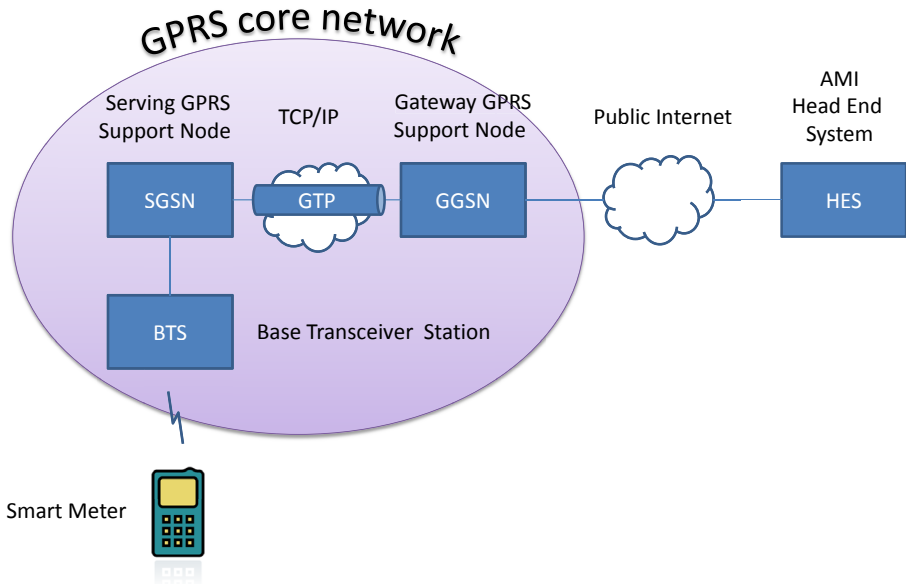 GPRS core network
Serving GPRS
Support Node
TCP/IP
Gateway GPRS
Support Node
Public Internet
AMI
Head End
System
SGSN
GTP
GGSN
HES
BTS
Base Transceiver Station
Smart Meter